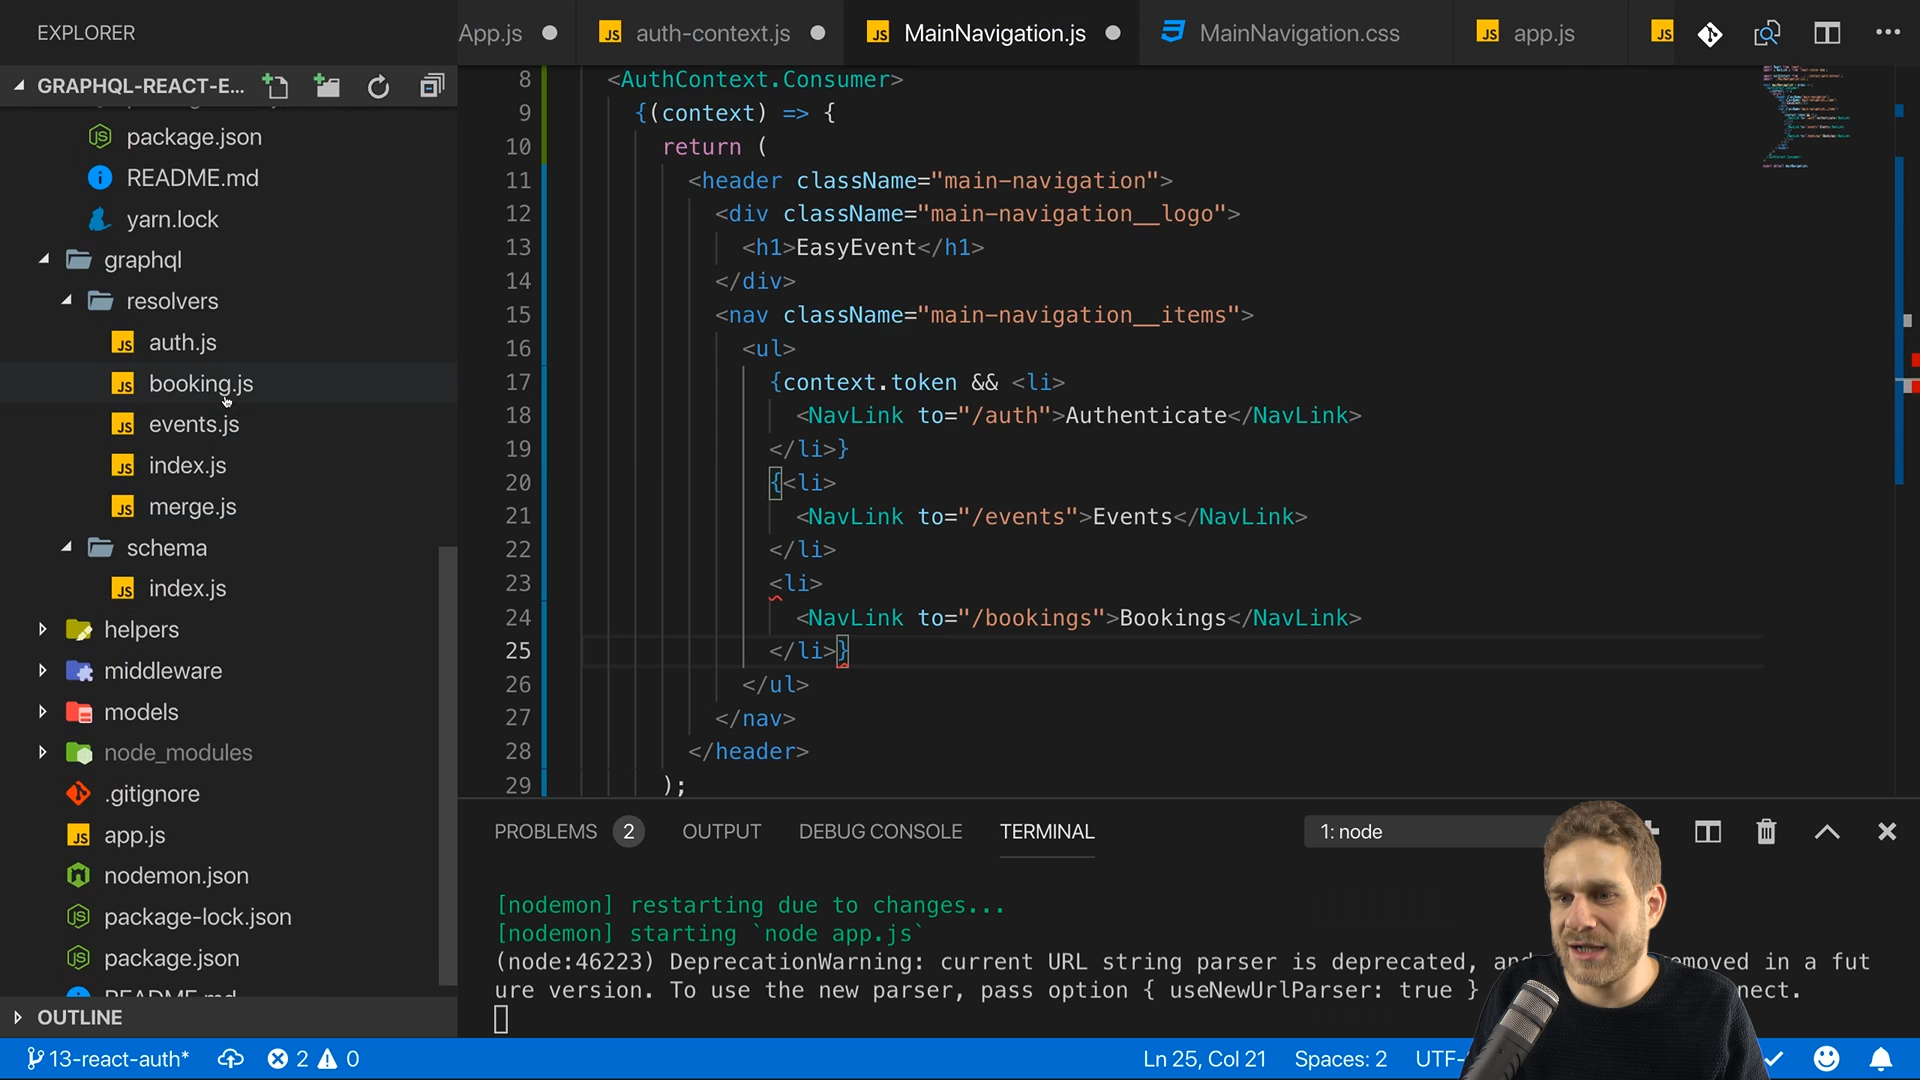 EXPLORER
App.js
auth-context.js
MainNavigation.js
MainNavigation.css
app.js
GRAPHQL-REACT-E...
package.json
README.md
yarn.lock
graphql
resolvers
auth.js
booking.js
events.js
index.js
merge.js
schema
index.js
helpers
middleware
models
node_modules
.gitignore
app.js
nodemon.json
package-lock.json
package.json
README.md
OUTLINE
8 <AuthContext.Consumer>
9 {(context) => {
10 return (
11 <header className="main-navigation">
12 <div className="main-navigation__logo">
13 <h1>EasyEvent</h1>
14 </div>
15 <nav className="main-navigation__items">
16 <ul>
17 {context.token && <li>
18 <NavLink to="/auth">Authenticate</NavLink>
19 </li>}
20 {<li>
21 <NavLink to="/events">Events</NavLink>
22 </li>
23 <li>
24 <NavLink to="/bookings">Bookings</NavLink>
25 </li>}
26 </ul>
27 </nav>
28 </header>
29 );
PROBLEMS 2 OUTPUT DEBUG CONSOLE TERMINAL 1: node
[nodemon] restarting due to changes...
[nodemon] starting `node app.js`
(node:46223) DeprecationWarning: current URL string parser is deprecated, and emoved in a fut
ure version. To use the new parser, pass option { useNewUrlParser: true } nect.
13-react-auth* 2 0 Ln 25, Col 21 Spaces: 2 UTF-